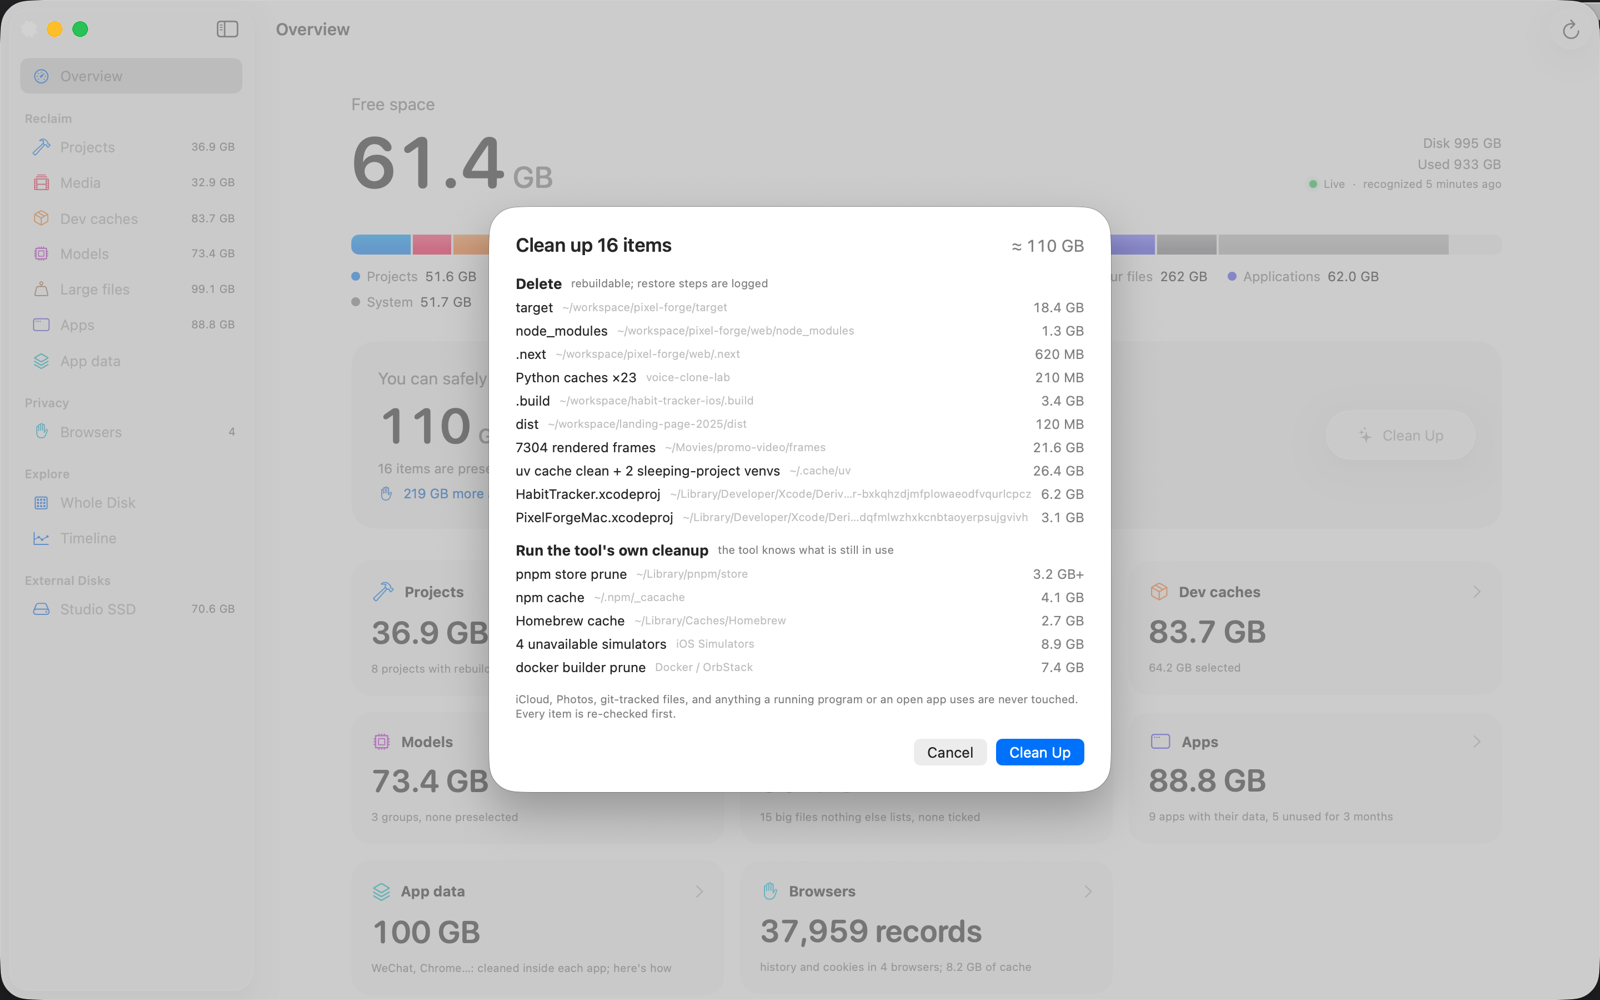 Overview
Overview
Reclaim
Projects 36.9 GB
Media 32.9 GB
Dev caches 83.7 GB
Models 73.4 GB
Large files 99.1 GB
Apps 88.8 GB
App data
Privacy
Browsers 4
Explore
Whole Disk
Timeline
External Disks
Studio SSD 70.6 GB
Free space
61.4 GB
Disk 995 GB
Used 933 GB
Live · recognized 5 minutes ago
Projects 51.6 GB
ur files 262 GB
Applications 62.0 GB
System 51.7 GB
You can safely
110
16 items are prese
219 GB more
Clean Up
Clean up 16 items ≈ 110 GB
Delete rebuildable; restore steps are logged
target ~/workspace/pixel-forge/target 18.4 GB
node_modules ~/workspace/pixel-forge/web/node_modules 1.3 GB
.next ~/workspace/pixel-forge/web/.next 620 MB
Python caches ×23 voice-clone-lab 210 MB
.build ~/workspace/habit-tracker-ios/.build 3.4 GB
dist ~/workspace/landing-page-2025/dist 120 MB
7304 rendered frames ~/Movies/promo-video/frames 21.6 GB
uv cache clean + 2 sleeping-project venvs ~/.cache/uv 26.4 GB
HabitTracker.xcodeproj ~/Library/Developer/Xcode/Deriv…r-bxkqhzdjmfplowaeodfvqurlcpcz 6.2 GB
PixelForgeMac.xcodeproj ~/Library/Developer/Xcode/Deri…dqfmlwzhxkcnbtaoyerpsujgvivh 3.1 GB
Run the tool's own cleanup the tool knows what is still in use
pnpm store prune ~/Library/pnpm/store 3.2 GB+
npm cache ~/.npm/_cacache 4.1 GB
Homebrew cache ~/Library/Caches/Homebrew 2.7 GB
4 unavailable simulators iOS Simulators 8.9 GB
docker builder prune Docker / OrbStack 7.4 GB
iCloud, Photos, git-tracked files, and anything a running program or an open app uses are never touched.
Every item is re-checked first.
Cancel
Clean Up
Projects
36.9 GB
8 projects with rebuild
Dev caches
83.7 GB
64.2 GB selected
Models
73.4 GB
3 groups, none preselected
15 big files nothing else lists, none ticked
Apps
88.8 GB
9 apps with their data, 5 unused for 3 months
App data
100 GB
WeChat, Chrome...: cleaned inside each app; here's how
Browsers
37,959 records
history and cookies in 4 browsers; 8.2 GB of cache